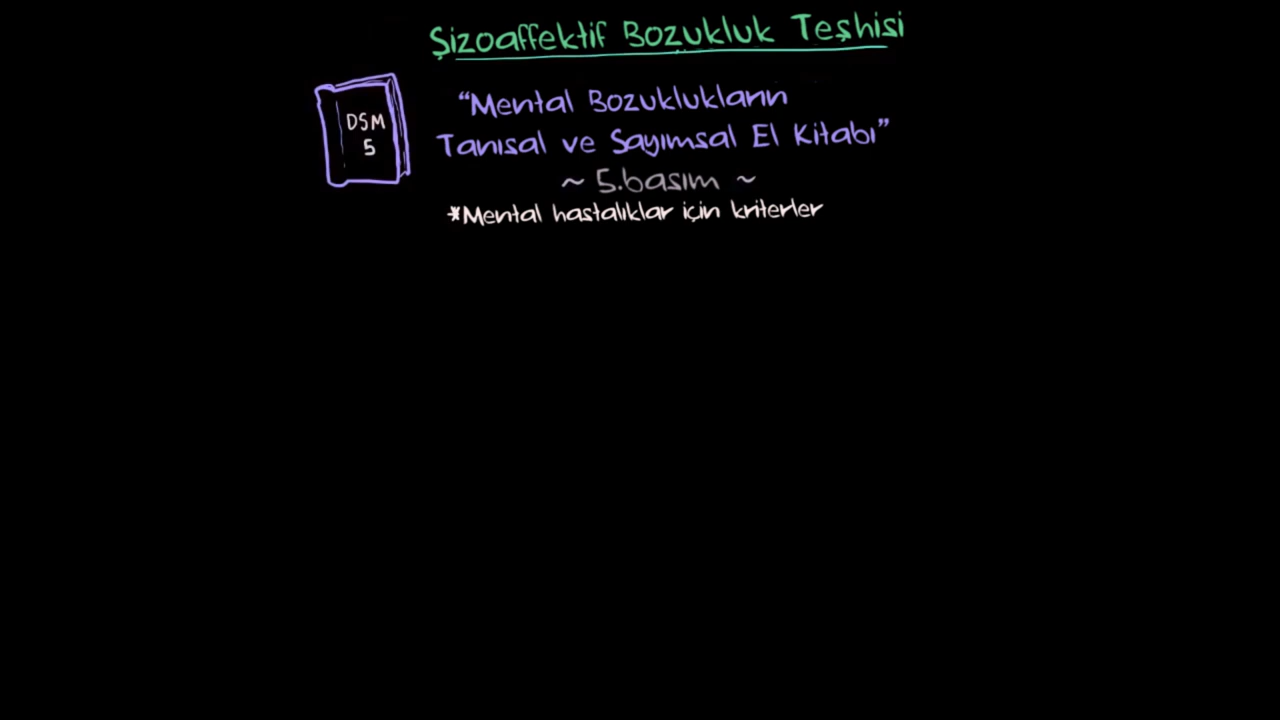 Şizoaffektif Bozukluk Teşhisi
DSM
5
“Mental Bozuklukların
Tanısal ve Sayımsal El Kitabı”
~ 5.basım ~
*Mental hastalıklar için kriterler